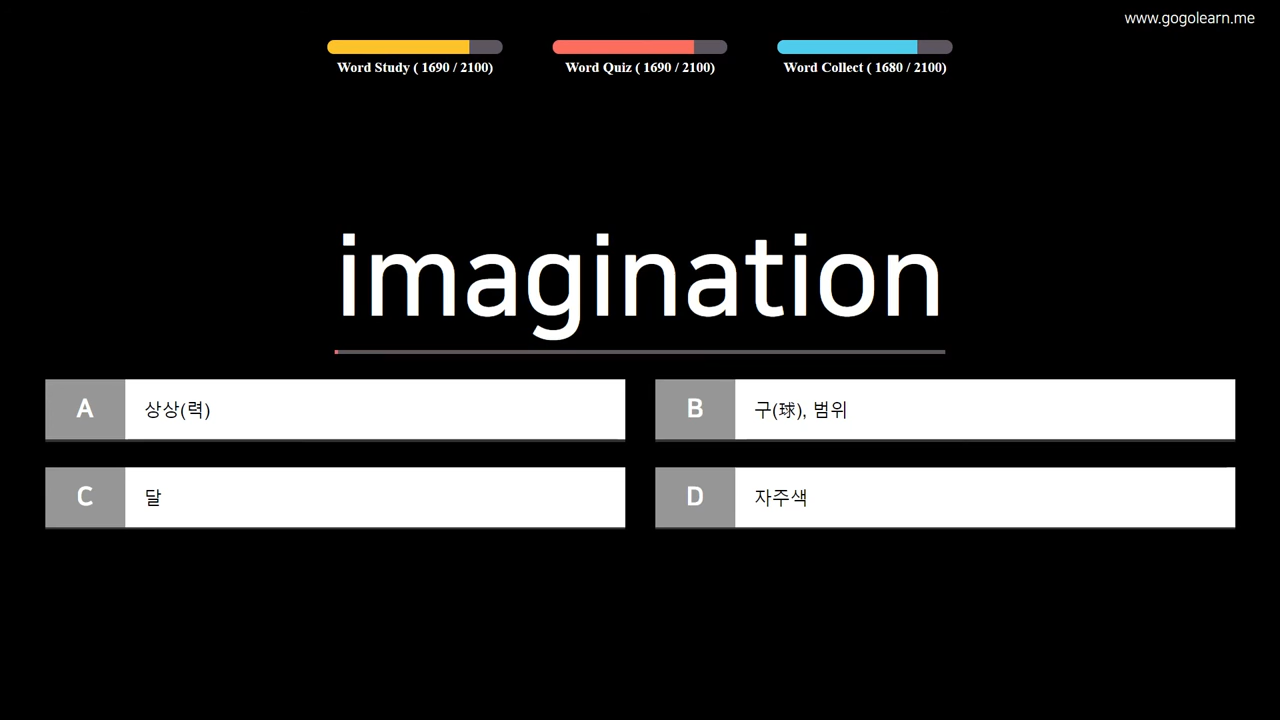 www.gogolearn.me
Word Study ( 1690 / 2100)
Word Quiz ( 1690 / 2100)
Word Collect ( 1680 / 2100)
imagination
A 상상(력)
B 구(球), 범위
C 달
D 자주색